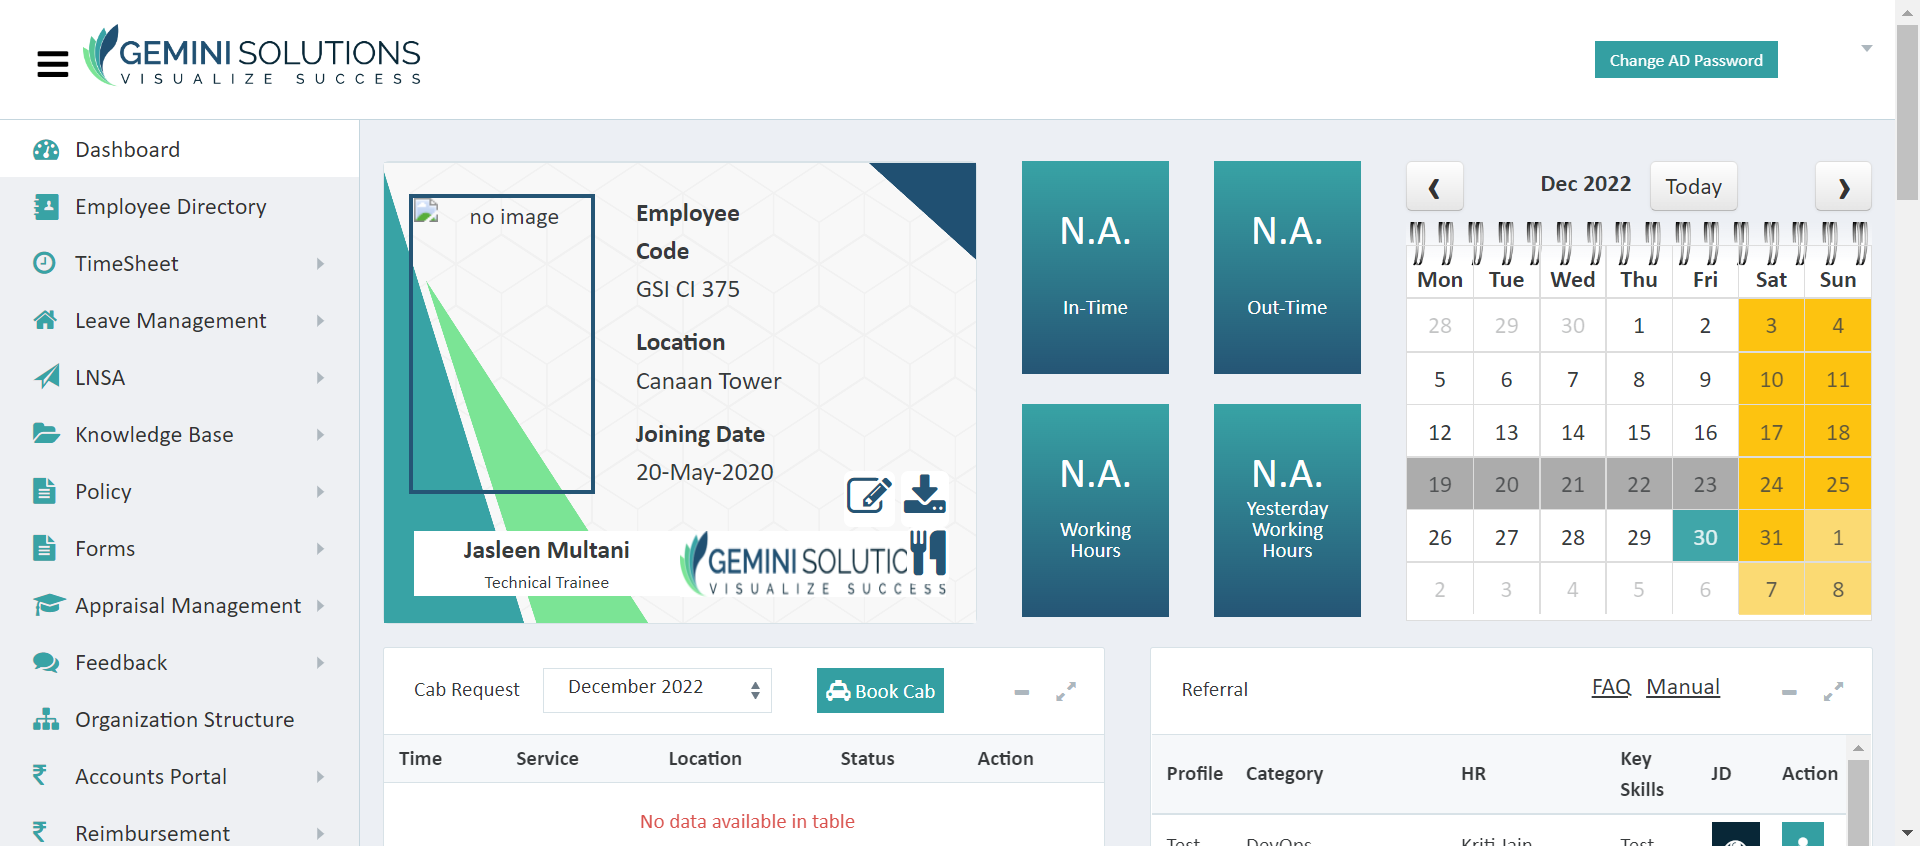 GEMINI SOLUTIONS
VISUALIZE SUCCESS
Change AD Password
Dashboard
Employee Directory
TimeSheet
Leave Management
LNSA
Knowledge Base
Policy
Forms
Appraisal Management
Feedback
Organization Structure
Accounts Portal
Reimbursement
no image
Employee
Code
GSI CI 375
Location
Canaan Tower
Joining Date
20-May-2020
Jasleen Multani
Technical Trainee
GEMINI SOLUTIC
VISUALIZE SUCCESS
N.A.
In-Time
N.A.
Out-Time
N.A.
Working
Hours
N.A.
Yesterday
Working
Hours
❮ Dec 2022 Today ❯
Mon Tue Wed Thu Fri Sat Sun
28 29 30 1 2 3 4
5 6 7 8 9 10 11
12 13 14 15 16 17 18
19 20 21 22 23 24 25
26 27 28 29 30 31 1
2 3 4 5 6 7 8
Cab Request December 2022 Book Cab
Time Service Location Status Action
No data available in table
Referral FAQ Manual
Profile Category HR Key Skills JD Action
Test DevOps Kriti Jain Test